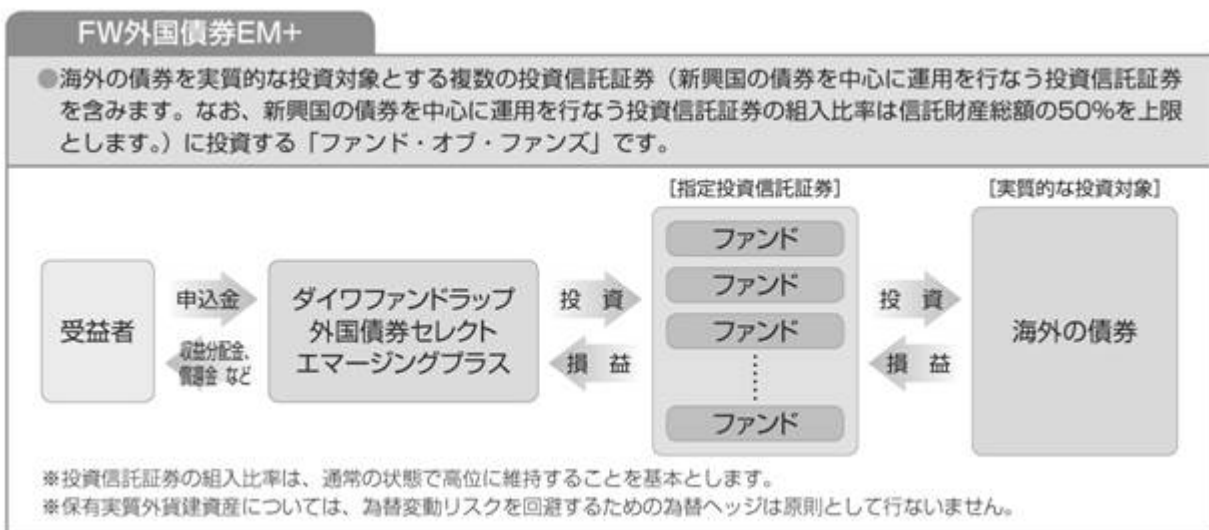 FW外国債券EM+
●海外の債券を実質的な投資対象とする複数の投資信託証券（新興国の債券を中心に運用を行なう投資信託証券
を含みます。なお、新興国の債券を中心に運用を行なう投資信託証券の組入比率は信託財産総額の50%を上限
とします。）に投資する「ファンド・オブ・ファンズ」です。
[指定投資信託証券]
[実質的な投資対象]
受益者
申込金
収益分配金、
償還金 など
ダイワファンドラップ
外国債券セレクト
エマージングプラス
投 資
損 益
ファンド
ファンド
ファンド
ファンド
投 資
損 益
海外の債券
※投資信託証券の組入比率は、通常の状態で高位に維持することを基本とします。
※保有実質外貨建資産については、為替変動リスクを回避するための為替ヘッジは原則として行ないません。